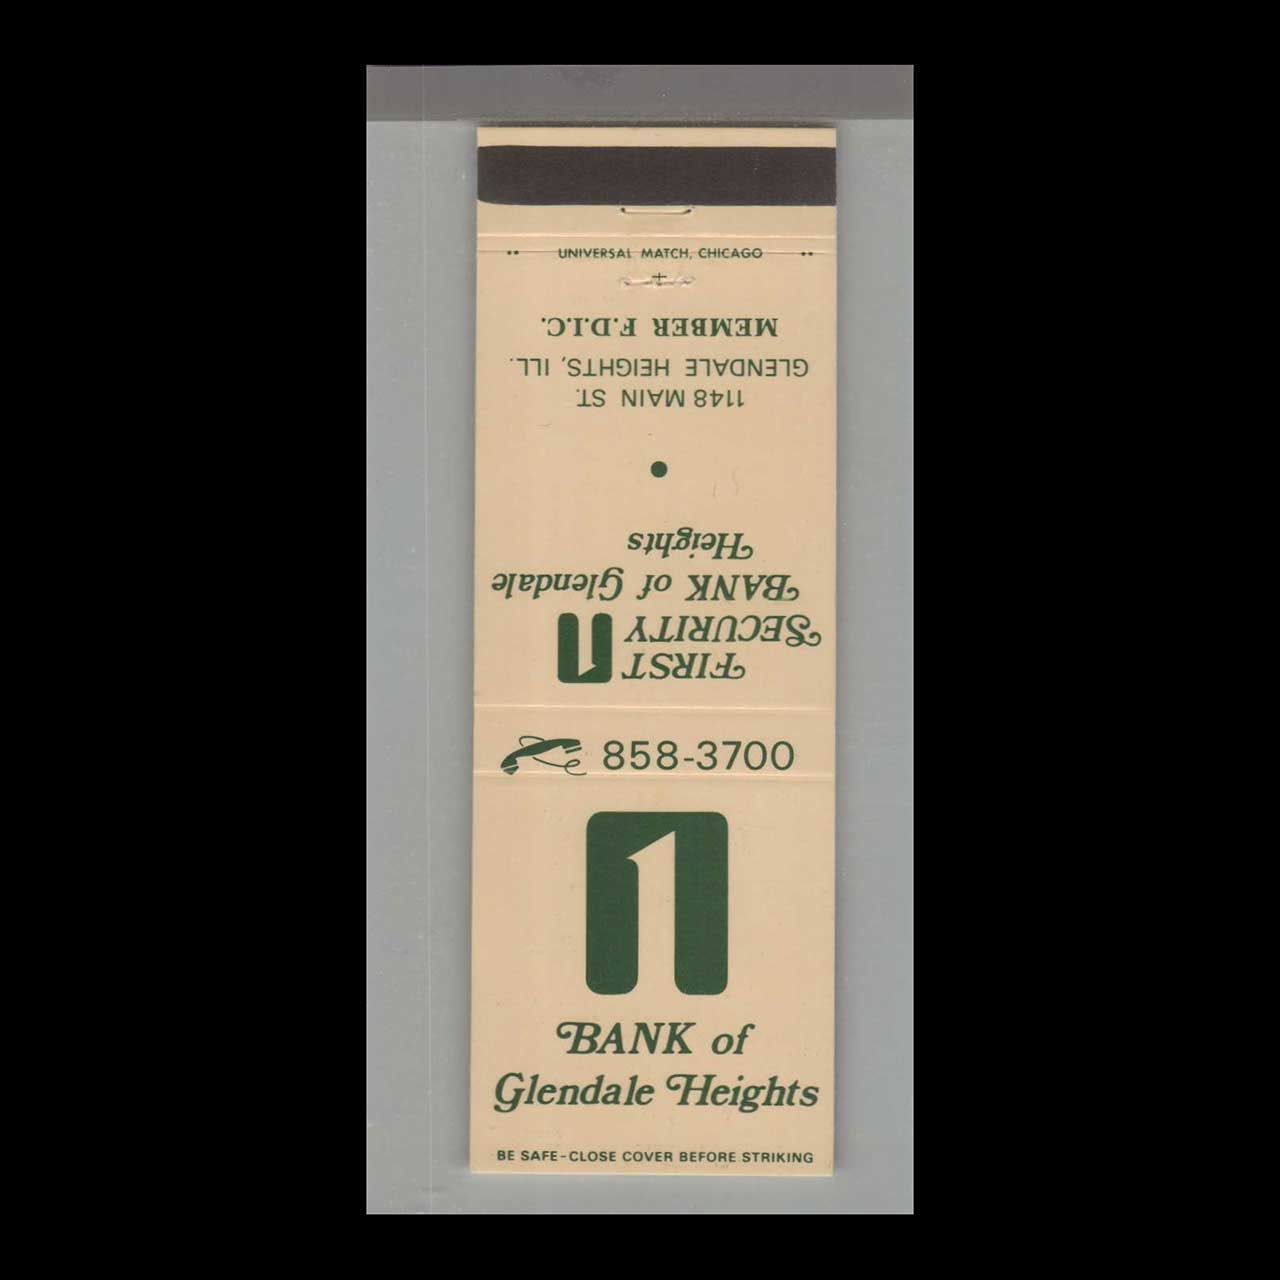 UNIVERSAL MATCH, CHICAGO
FIRST
SECURITY
BANK of Glendale
Heights
1148 MAIN ST.
GLENDALE HEIGHTS, ILL.
MEMBER F.D.I.C.
858-3700
BANK of
Glendale Heights
BE SAFE-CLOSE COVER BEFORE STRIKING